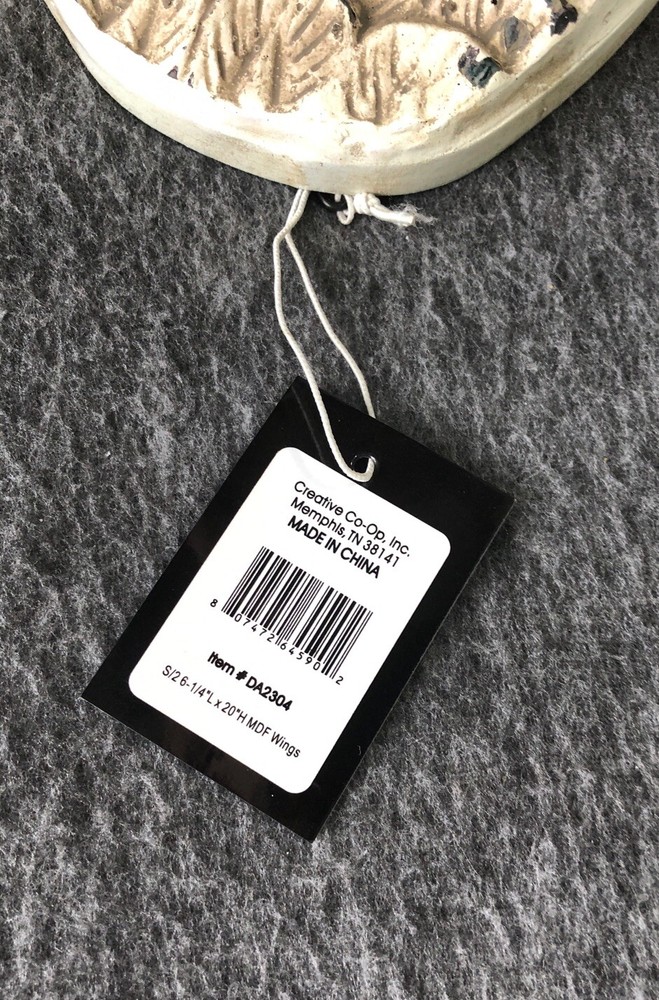 Creative Co-Op, Inc.
Memphis, TN 38141
MADE IN CHINA
8 07472 64590 2
Item # DA2304
S/2 6-1/4"L x 20"H MDF Wings